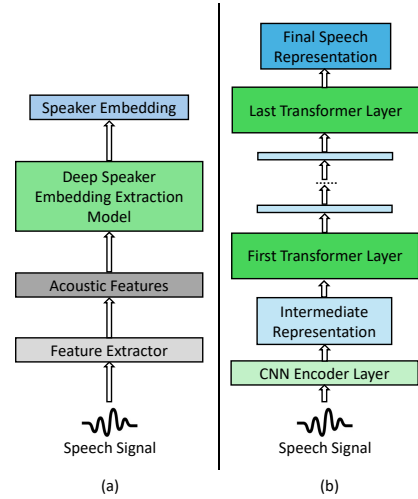 Speaker Embedding
Deep Speaker
Embedding Extraction
Model
Acoustic Features
Feature Extractor
Speech Signal
(a)
Final Speech
Representation
Last Transformer Layer
......
First Transformer Layer
Intermediate
Representation
CNN Encoder Layer
Speech Signal
(b)